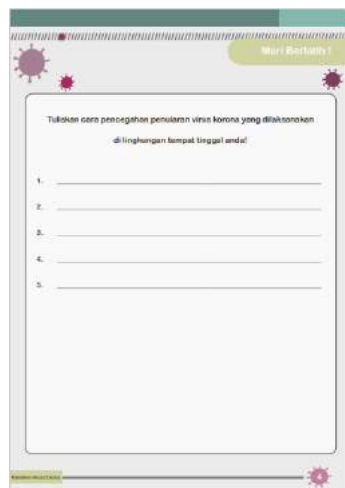 Mari Berlatih !
Tuliskan cara pencegahan penularan virus korona yang dilaksanakan
di lingkungan tempat tinggal anda!
1.
2.
3.
4.
5.
4